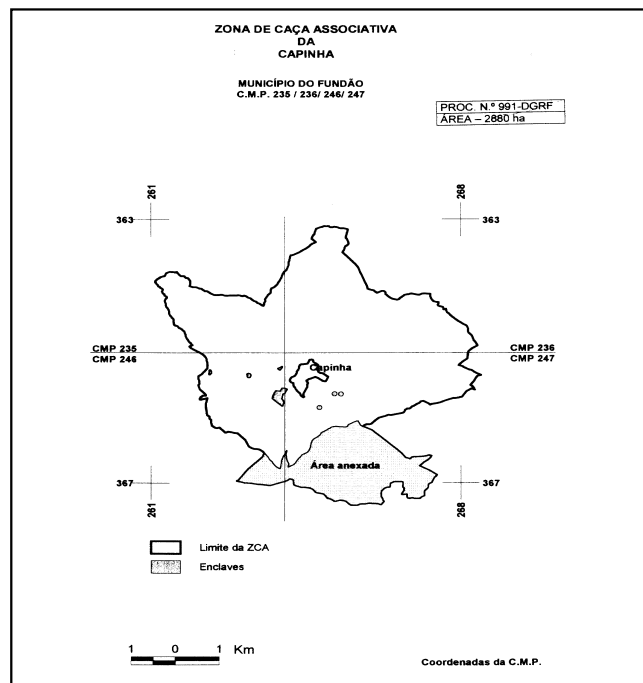 ZONA DE CAÇA ASSOCIATIVA
DA
CAPINHA
MUNICÍPIO DO FUNDÃO
C.M.P. 235 / 236/ 246/ 247
PROC. N.º 991-DGRF
ÁREA – 2880 ha
261
268
363
363
CMP 235
CMP 236
CMP 246
CMP 247
Capinha
Área anexada
367
367
261
268
Limite da ZCA
Enclaves
1 0 1 Km
Coordenadas da C.M.P.